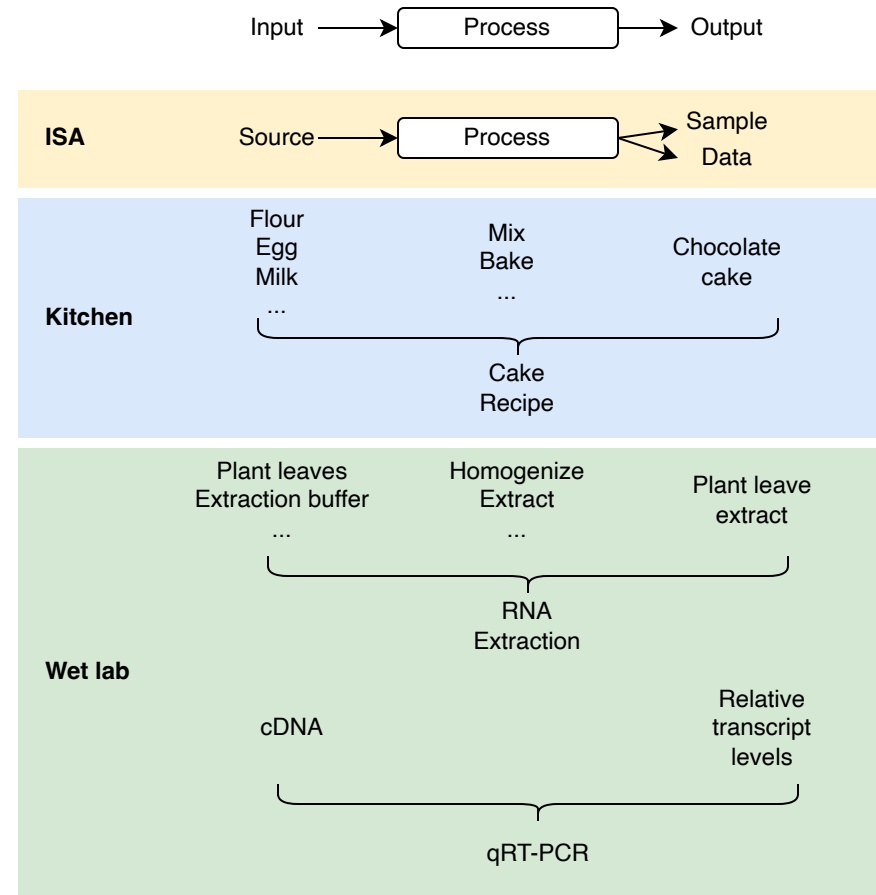 Input Process Output
ISA Source Process Sample
Data
Flour
Egg
Milk
...
Mix
Bake
...
Chocolate
cake
Kitchen
Cake
Recipe
Plant leaves
Extraction buffer
...
Homogenize
Extract
...
Plant leave
extract
RNA
Extraction
Wet lab
cDNA
Relative
transcript
levels
qRT-PCR